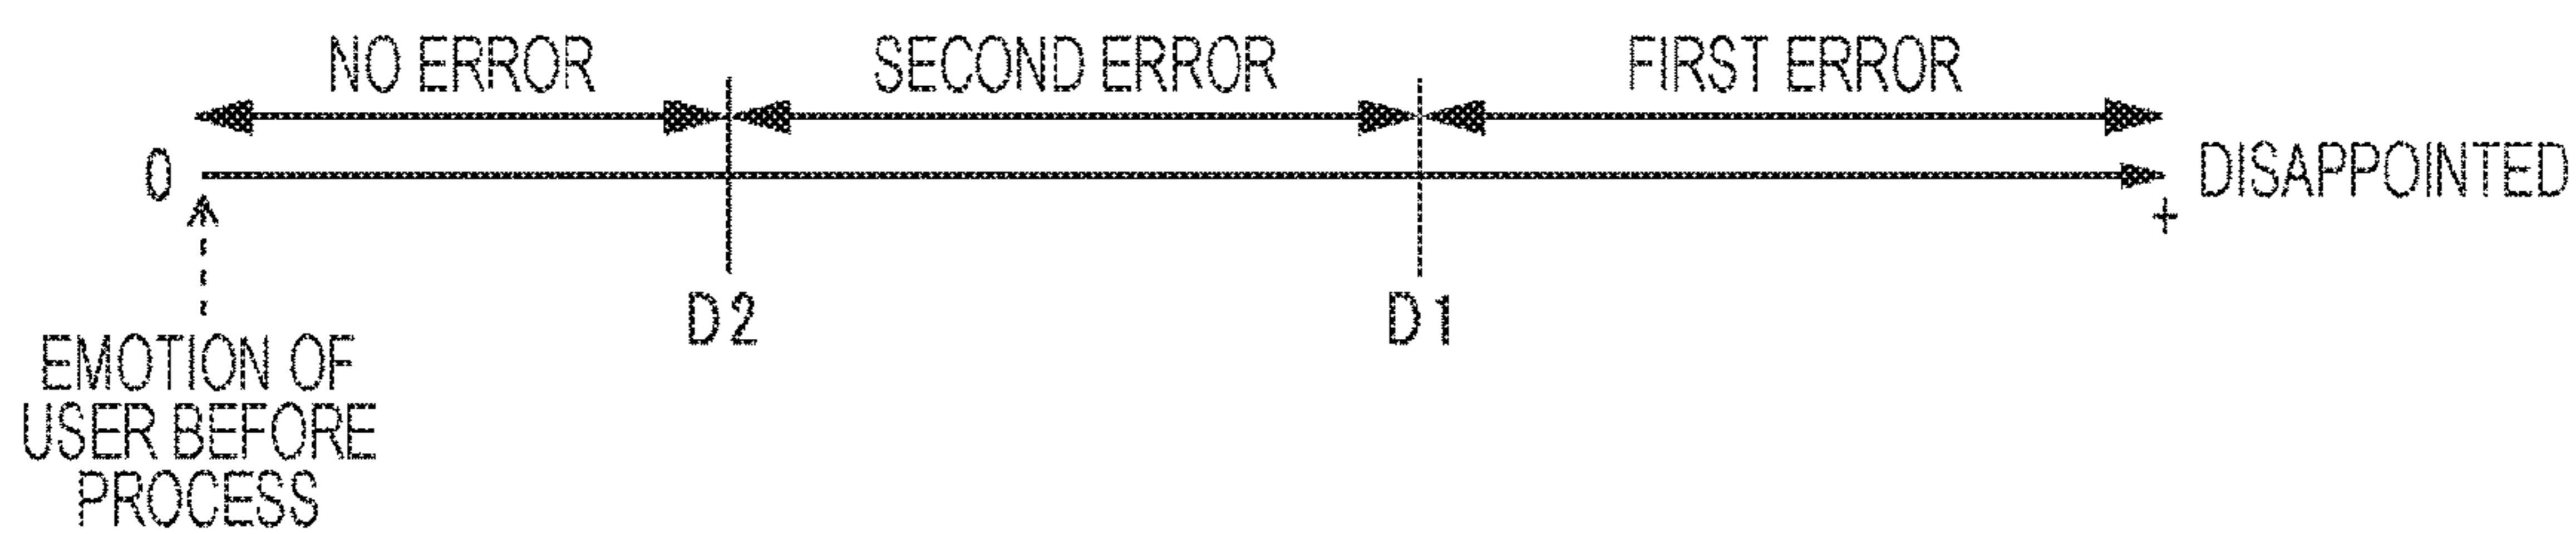 NO ERROR
SECOND ERROR
FIRST ERROR
0
DISAPPOINTED
+
D2
D1
EMOTION OF
USER BEFORE
PROCESS